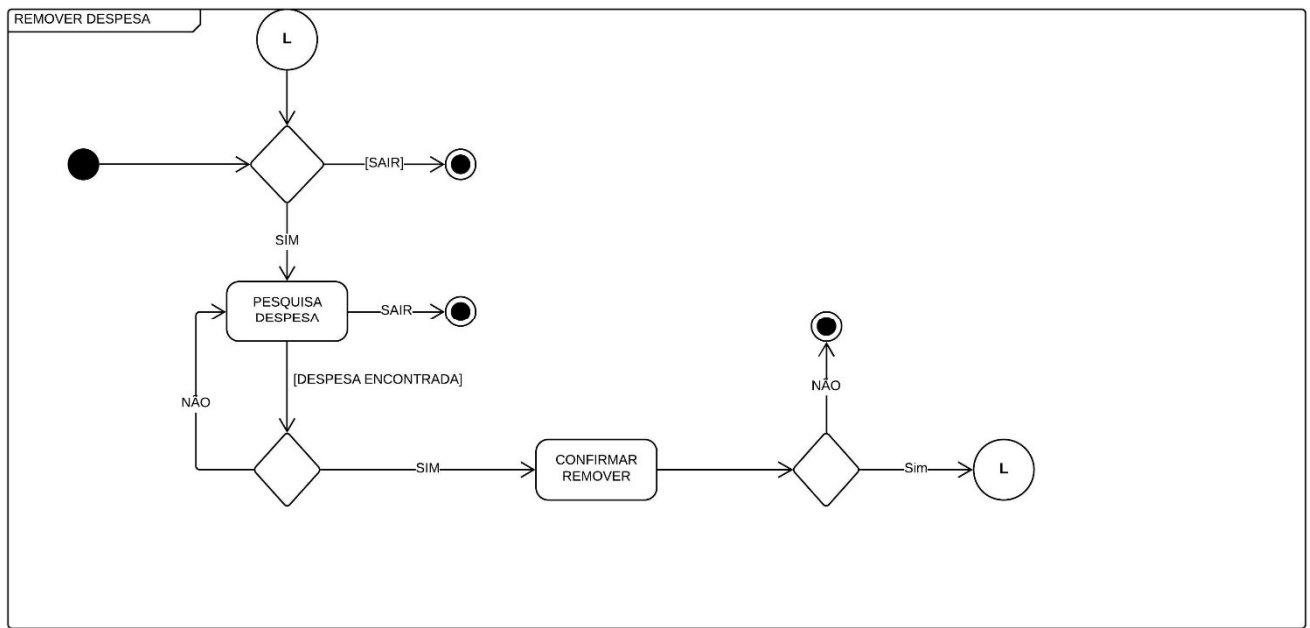 REMOVER DESPESA
L
[SAIR]
SIM
PESQUISA
DESPESA
SAIR
[DESPESA ENCONTRADA]
NÃO
NÃO
SIM
CONFIRMAR
REMOVER
Sim
L